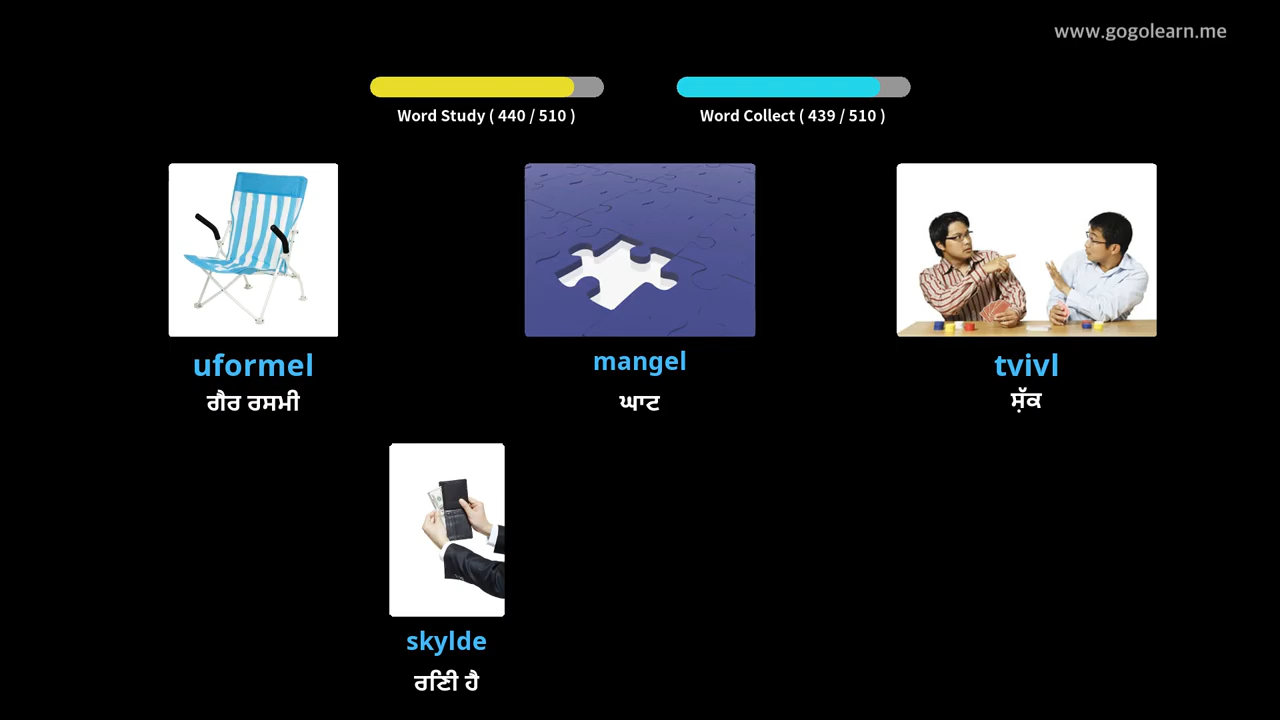 www.gogolearn.me
Word Study ( 440 / 510 )
Word Collect ( 439 / 510 )
uformel
ਗੈਰ ਰਸਮੀ
mangel
ਘਾਟ
tvivl
ਸ਼ੱਕ
skylde
ਰਣਿੀ ਹੈ